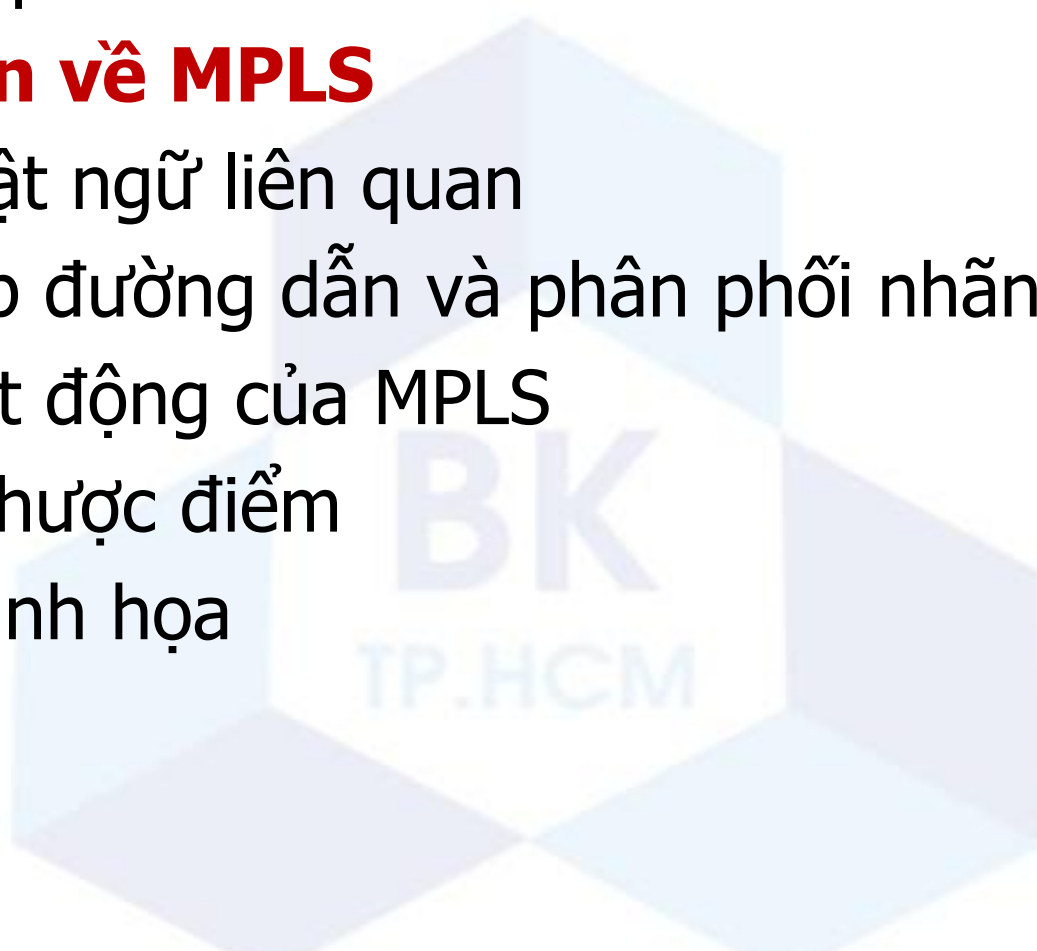 n về MPLS
ật ngữ liên quan
p đường dẫn và phân phối nhãn
t động của MPLS
hược điểm
inh họa
BK
TP.HCM